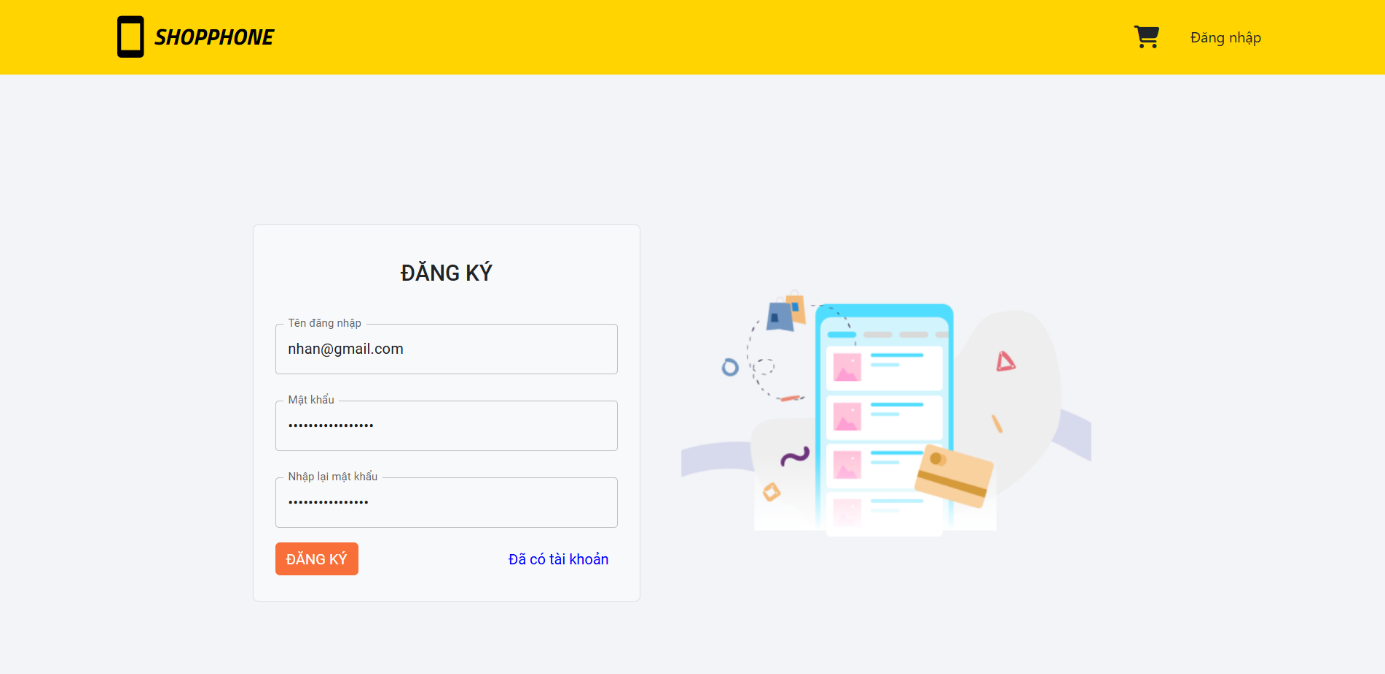 SHOPPHONE
Đăng nhập
ĐĂNG KÝ
Tên đăng nhập
nhan@gmail.com
Mật khẩu
•••••••••••••••••
Nhập lại mật khẩu
••••••••••••••••
ĐĂNG KÝ
Đã có tài khoản